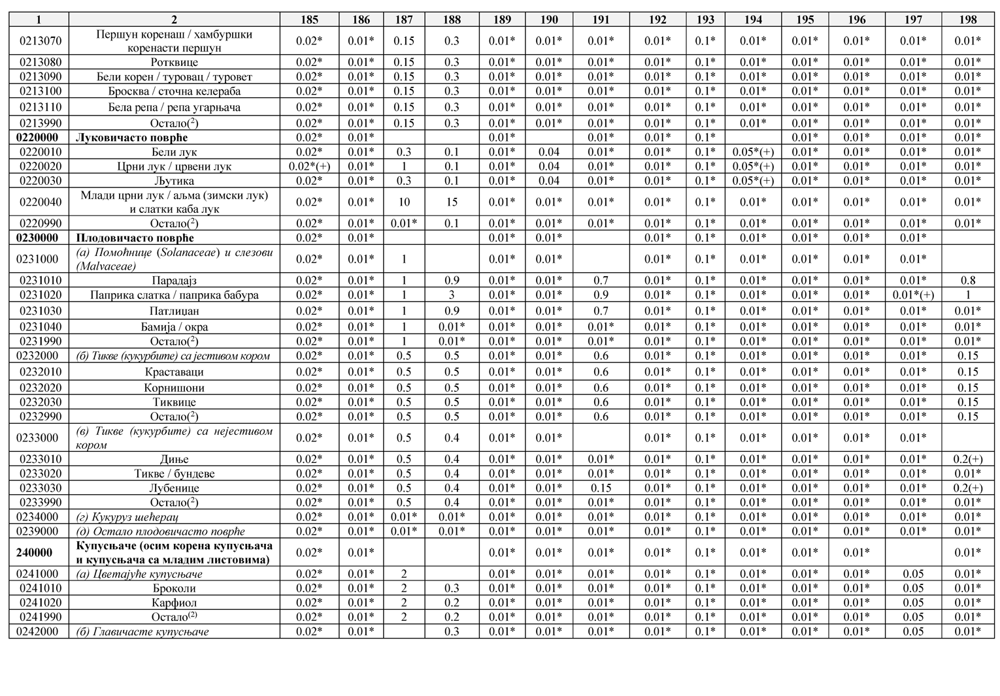 1 2 185 186 187 188 189 190 191 192 193 194 195 196 197 198
0213070 Першун коренаш / хамбуршки коренасти першун 0.02* 0.01* 0.15 0.3 0.01* 0.01* 0.01* 0.01* 0.1* 0.01* 0.01* 0.01* 0.01* 0.01*
0213080 Ротквице 0.02* 0.01* 0.15 0.3 0.01* 0.01* 0.01* 0.01* 0.1* 0.01* 0.01* 0.01* 0.01* 0.01*
0213090 Бели корен / туровац / туровет 0.02* 0.01* 0.15 0.3 0.01* 0.01* 0.01* 0.01* 0.1* 0.01* 0.01* 0.01* 0.01* 0.01*
0213100 Бросква / сточна келераба 0.02* 0.01* 0.15 0.3 0.01* 0.01* 0.01* 0.01* 0.1* 0.01* 0.01* 0.01* 0.01* 0.01*
0213110 Бела репа / репа угарњача 0.02* 0.01* 0.15 0.3 0.01* 0.01* 0.01* 0.01* 0.1* 0.01* 0.01* 0.01* 0.01* 0.01*
0213990 Остало(2) 0.02* 0.01* 0.15 0.3 0.01* 0.01* 0.01* 0.01* 0.1* 0.01* 0.01* 0.01* 0.01* 0.01*
0220000 Луковичасто поврће 0.02* 0.01* 0.01* 0.01* 0.01* 0.1* 0.01* 0.01* 0.01* 0.01*
0220010 Бели лук 0.02* 0.01* 0.3 0.1 0.01* 0.04 0.01* 0.01* 0.1* 0.05*(+) 0.01* 0.01* 0.01* 0.01*
0220020 Црни лук / црвени лук 0.02*(+) 0.01* 1 0.1 0.01* 0.04 0.01* 0.01* 0.1* 0.05*(+) 0.01* 0.01* 0.01* 0.01*
0220030 Љутика 0.02* 0.01* 0.3 0.1 0.01* 0.04 0.01* 0.01* 0.1* 0.05*(+) 0.01* 0.01* 0.01* 0.01*
0220040 Млади црни лук / аљма (зимски лук) и слатки каба лук 0.02* 0.01* 10 15 0.01* 0.01* 0.01* 0.01* 0.1* 0.01* 0.01* 0.01* 0.01* 0.01*
0220990 Остало(2) 0.02* 0.01* 0.01* 0.1 0.01* 0.01* 0.01* 0.01* 0.1* 0.01* 0.01* 0.01* 0.01* 0.01*
0230000 Плодовичасто поврће 0.02* 0.01* 0.01* 0.01* 0.01* 0.1* 0.01* 0.01* 0.01* 0.01*
0231000 (а) Помоћнице (Solanaceae) и слезови (Malvaceae) 0.02* 0.01* 1 0.01* 0.01* 0.01* 0.1* 0.01* 0.01* 0.01* 0.01*
0231010 Парадајз 0.02* 0.01* 1 0.9 0.01* 0.01* 0.7 0.01* 0.1* 0.01* 0.01* 0.01* 0.01* 0.8
0231020 Паприка слатка / паприка бабура 0.02* 0.01* 1 3 0.01* 0.01* 0.9 0.01* 0.1* 0.01* 0.01* 0.01* 0.01*(+) 1
0231030 Патлиџан 0.02* 0.01* 1 0.9 0.01* 0.01* 0.7 0.01* 0.1* 0.01* 0.01* 0.01* 0.01* 0.01*
0231040 Бамија / окра 0.02* 0.01* 1 0.01* 0.01* 0.01* 0.01* 0.01* 0.1* 0.01* 0.01* 0.01* 0.01* 0.01*
0231990 Остало(2) 0.02* 0.01* 1 0.01* 0.01* 0.01* 0.01* 0.01* 0.1* 0.01* 0.01* 0.01* 0.01* 0.01*
0232000 (б) Тикве (кукурбите) са јестивом кором 0.02* 0.01* 0.5 0.5 0.01* 0.01* 0.6 0.01* 0.1* 0.01* 0.01* 0.01* 0.01* 0.15
0232010 Краставаци 0.02* 0.01* 0.5 0.5 0.01* 0.01* 0.6 0.01* 0.1* 0.01* 0.01* 0.01* 0.01* 0.15
0232020 Корнишони 0.02* 0.01* 0.5 0.5 0.01* 0.01* 0.6 0.01* 0.1* 0.01* 0.01* 0.01* 0.01* 0.15
0232030 Тиквице 0.02* 0.01* 0.5 0.5 0.01* 0.01* 0.6 0.01* 0.1* 0.01* 0.01* 0.01* 0.01* 0.15
0232990 Остало(2) 0.02* 0.01* 0.5 0.5 0.01* 0.01* 0.6 0.01* 0.1* 0.01* 0.01* 0.01* 0.01* 0.15
0233000 (в) Тикве (кукурбите) са нејестивом кором 0.02* 0.01* 0.5 0.4 0.01* 0.01* 0.01* 0.1* 0.01* 0.01* 0.01* 0.01*
0233010 Диње 0.02* 0.01* 0.5 0.4 0.01* 0.01* 0.01* 0.01* 0.1* 0.01* 0.01* 0.01* 0.01* 0.2(+)
0233020 Тикве / бундеве 0.02* 0.01* 0.5 0.4 0.01* 0.01* 0.01* 0.01* 0.1* 0.01* 0.01* 0.01* 0.01* 0.01*
0233030 Лубенице 0.02* 0.01* 0.5 0.4 0.01* 0.01* 0.15 0.01* 0.1* 0.01* 0.01* 0.01* 0.01* 0.2(+)
0233990 Остало(2) 0.02* 0.01* 0.5 0.4 0.01* 0.01* 0.01* 0.01* 0.1* 0.01* 0.01* 0.01* 0.01* 0.01*
0234000 (г) Кукуруз шећерац 0.02* 0.01* 0.01* 0.01* 0.01* 0.01* 0.01* 0.01* 0.1* 0.01* 0.01* 0.01* 0.01* 0.01*
0239000 (д) Остало плодовичасто поврће 0.02* 0.01* 0.01* 0.01* 0.01* 0.01* 0.01* 0.01* 0.1* 0.01* 0.01* 0.01* 0.01* 0.01*
240000 Купусњаче (осим корена купусњача и купусњача са младим листовима) 0.02* 0.01* 0.01* 0.01* 0.01* 0.01* 0.1* 0.01* 0.01* 0.01* 0.01*
0241000 (а) Цветајуће купусњаче 0.02* 0.01* 2 0.01* 0.01* 0.01* 0.01* 0.1* 0.01* 0.01* 0.01* 0.05 0.01*
0241010 Броколи 0.02* 0.01* 2 0.3 0.01* 0.01* 0.01* 0.01* 0.1* 0.01* 0.01* 0.01* 0.05 0.01*
0241020 Карфиол 0.02* 0.01* 2 0.2 0.01* 0.01* 0.01* 0.01* 0.1* 0.01* 0.01* 0.01* 0.05 0.01*
0241990 Остало(2) 0.02* 0.01* 2 0.2 0.01* 0.01* 0.01* 0.01* 0.1* 0.01* 0.01* 0.01* 0.05 0.01*
0242000 (б) Главичасте купусњаче 0.02* 0.01* 0.3 0.01* 0.01* 0.01* 0.01* 0.1* 0.01* 0.01* 0.01* 0.05 0.01*